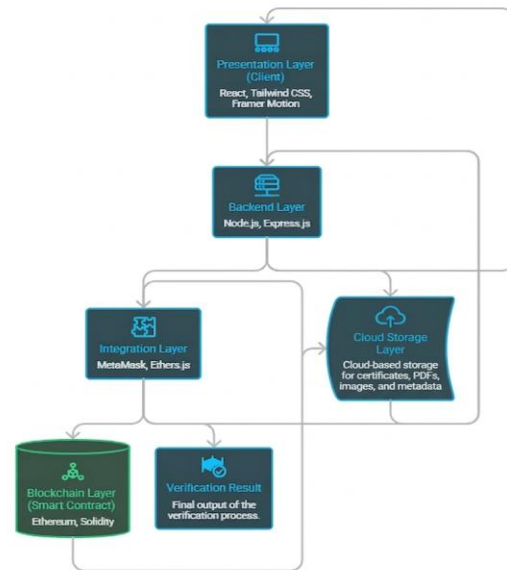 Presentation Layer
(Client)
React, Tailwind CSS,
Framer Motion
Backend Layer
Node.js, Express.js
Integration Layer
MetaMask, Ethers.js
Cloud Storage
Layer
Cloud-based storage
for certificates, PDFs,
images, and metadata
Blockchain Layer
(Smart Contract)
Ethereum, Solidity
Verification Result
Final output of the
verification process.